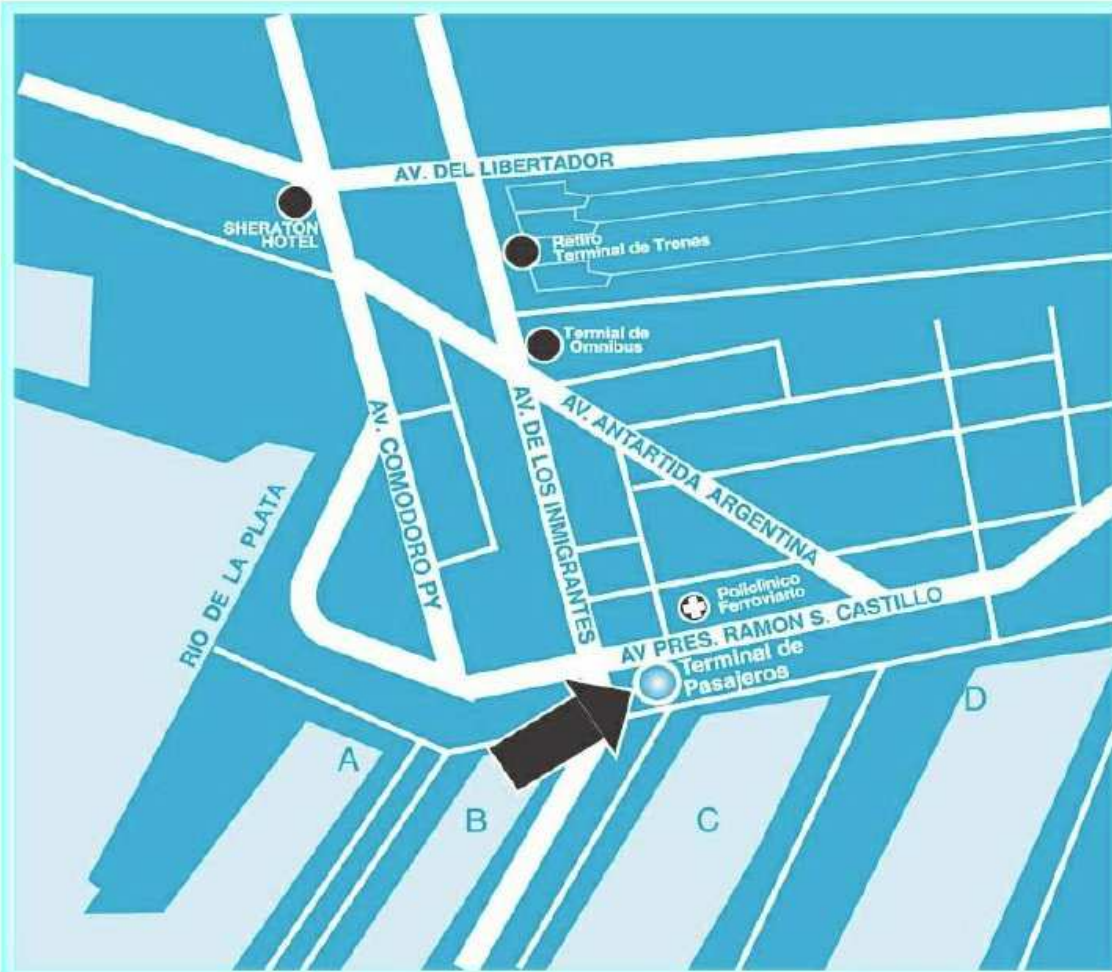 AV. DEL LIBERTADOR
SHERATON
HOTEL
Retiro
Terminal de Trenes
Termial de
Omnibus
AV. COMODORO PY
AV. DE LOS INMIGRANTES
AV. ANTARTIDA ARGENTINA
RIO DE LA PLATA
Policlinico
Ferroviario
AV PRES. RAMON S. CASTILLO
Terminal de
Pasajeros
A
B
C
D